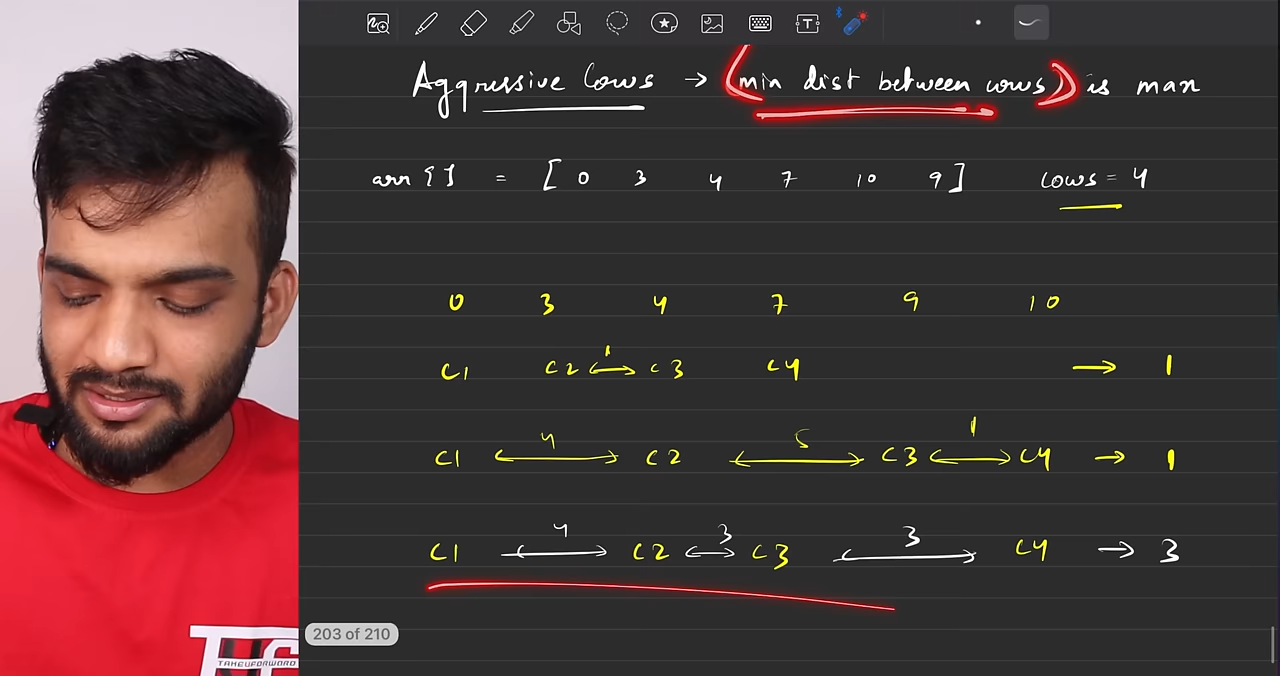 Aggressive Cows → (min dist between cows) is max
arr [ ] = [ 0 3 4 7 10 9 ] cows = 4
0 3 4 7 9 10
1
C1 C2 ↔ C3 C4 → 1
4 5 1
C1 ↔ C2 ↔ C3 ↔ C4 → 1
4 3 3
C1 ↔ C2 ↔ C3 ↔ C4 → 3
203 of 210
TAKEUFORWARD